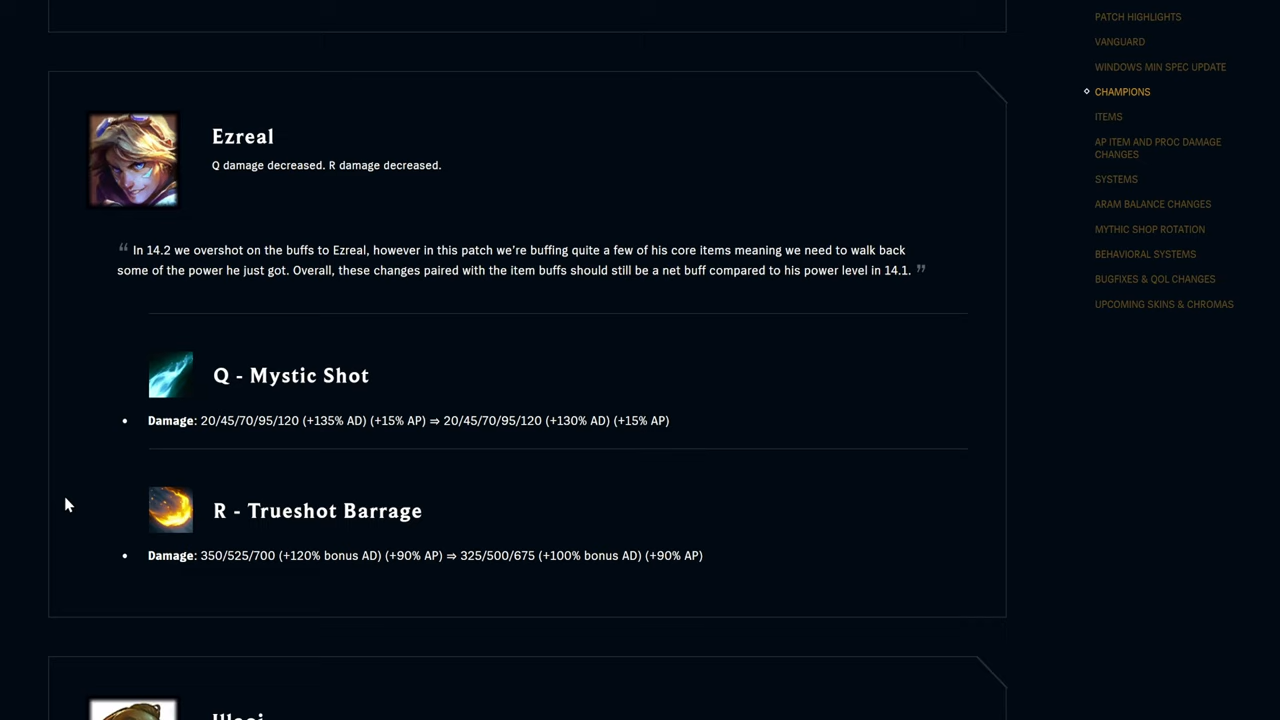 Ezreal
Q damage decreased. R damage decreased.
“ In 14.2 we overshot on the buffs to Ezreal, however in this patch we’re buffing quite a few of his core items meaning we need to walk back
some of the power he just got. Overall, these changes paired with the item buffs should still be a net buff compared to his power level in 14.1. ”
Q - Mystic Shot
• Damage: 20/45/70/95/120 (+135% AD) (+15% AP) ⇒ 20/45/70/95/120 (+130% AD) (+15% AP)
R - Trueshot Barrage
• Damage: 350/525/700 (+120% bonus AD) (+90% AP) ⇒ 325/500/675 (+100% bonus AD) (+90% AP)
PATCH HIGHLIGHTS
VANGUARD
WINDOWS MIN SPEC UPDATE
CHAMPIONS
ITEMS
AP ITEM AND PROC DAMAGE
CHANGES
SYSTEMS
ARAM BALANCE CHANGES
MYTHIC SHOP ROTATION
BEHAVIORAL SYSTEMS
BUGFIXES & QOL CHANGES
UPCOMING SKINS & CHROMAS